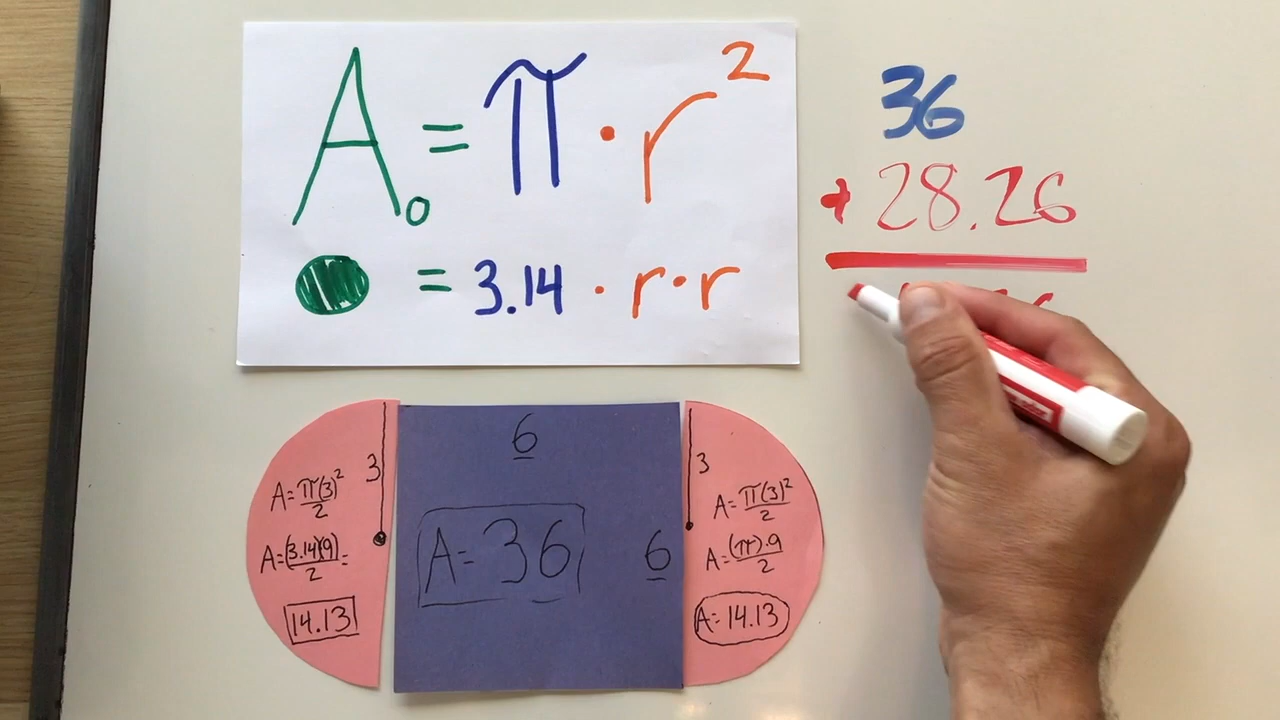 A○ = π · r²
= 3.14 · r · r
36
+ 28.26
3
A = π(3)²/2
A = (3.14)(9)/2 =
14.13
6
A = 36
6
3
A = π(3)²/2
A = (π) · 9/2
A = 14.13